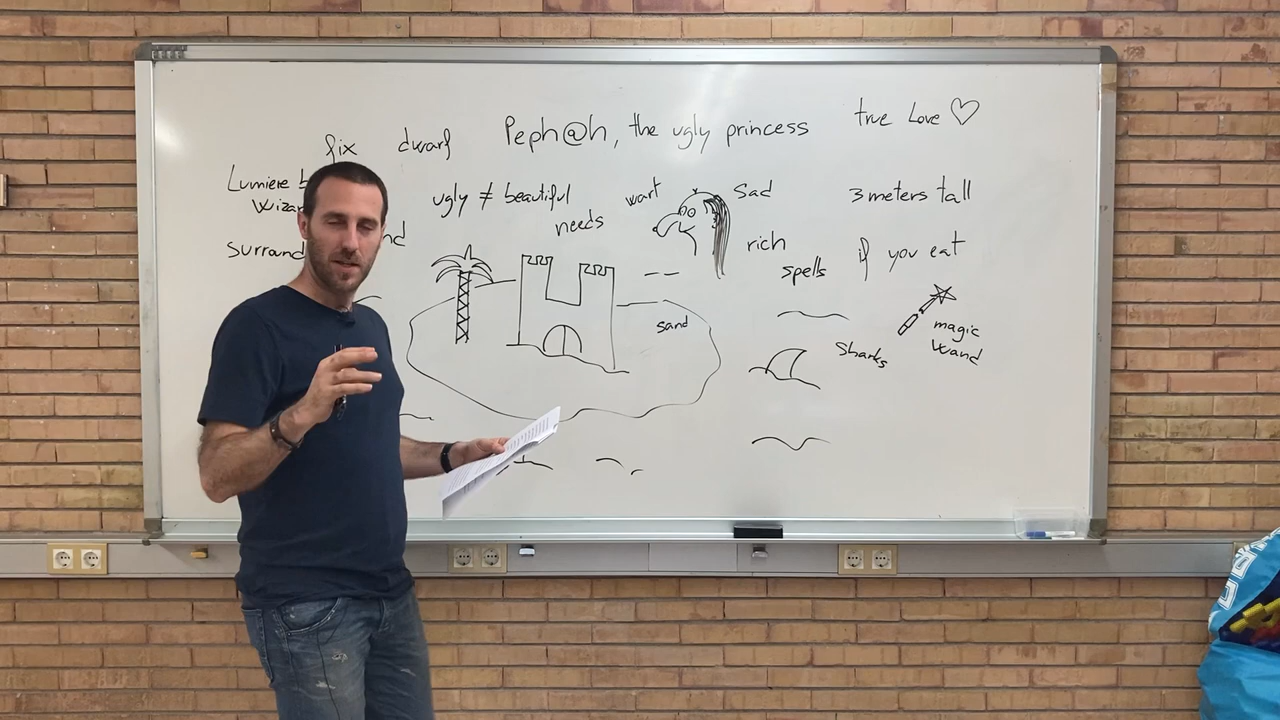 fix
dwarf
Peph@h, the ugly princess
true Love
Lumiere
ugly ≠ beautiful
needs
wart
Sad
3 meters tall
rich
spells
if you eat
sand
Sharks
magic
wand